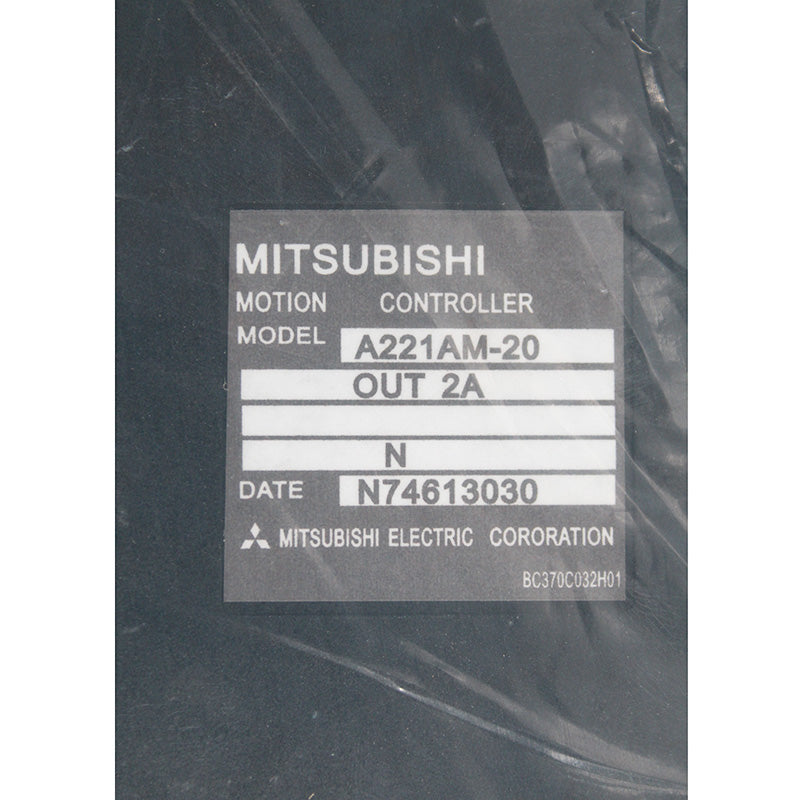 MITSUBISHI
MOTION CONTROLLER
MODEL A221AM-20
OUT 2A
N
DATE N74613030
MITSUBISHI ELECTRIC CORORATION
BC370C032H01